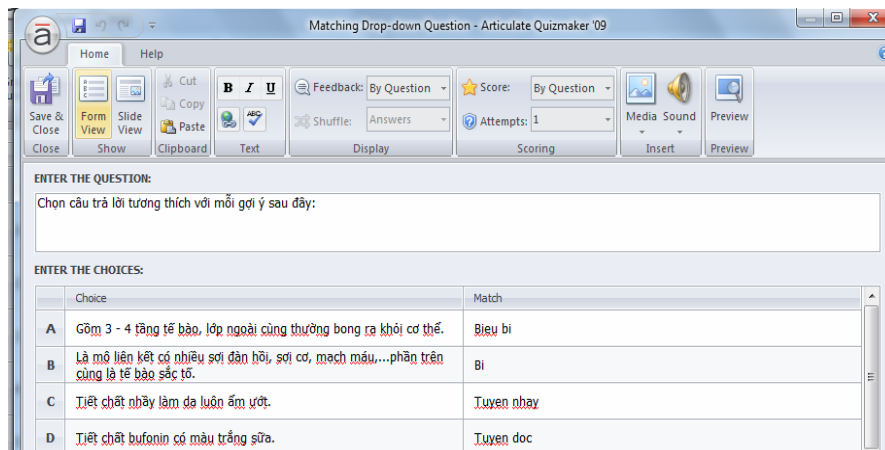 Matching Drop-down Question - Articulate Quizmaker '09
Home Help
Save & Close
Form View
Slide View
Cut
Copy
Paste
B I U
ABC
Feedback: By Question
Shuffle: Answers
Score: By Question
Attempts: 1
Media Sound
Preview
Close Show Clipboard Text Display Scoring Insert Preview
ENTER THE QUESTION:
Chọn câu trả lời tương thích với mỗi gợi ý sau đây:
ENTER THE CHOICES:
Choice Match
A Gồm 3 - 4 tầng tế bào, lớp ngoài cùng thường bong ra khỏi cơ thể. Bieu bi
B Là mô liên kết có nhiều sợi đàn hồi, sợi cơ, mạch máu,...phần trên
cùng là tế bào sắc tố. Bi
C Tiết chất nhầy làm da luôn ẩm ướt. Tuyen nhay
D Tiết chất bufonin có màu trắng sữa. Tuyen doc